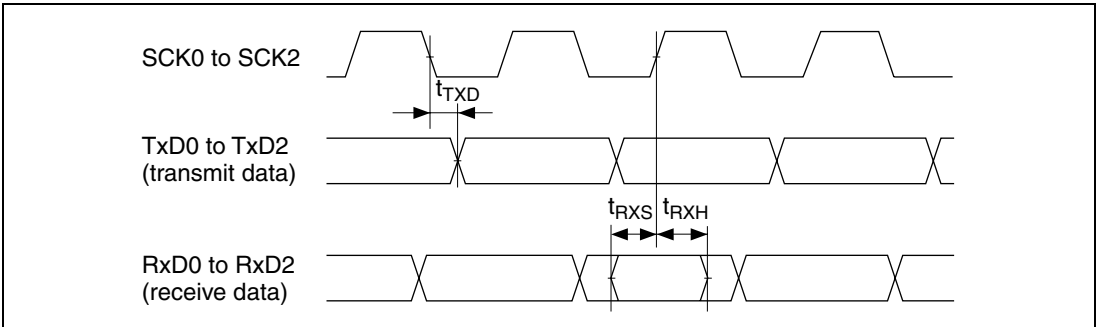 SCK0 to SCK2
tTXD
TxD0 to TxD2
(transmit data)
tRXS tRXH
RxD0 to RxD2
(receive data)